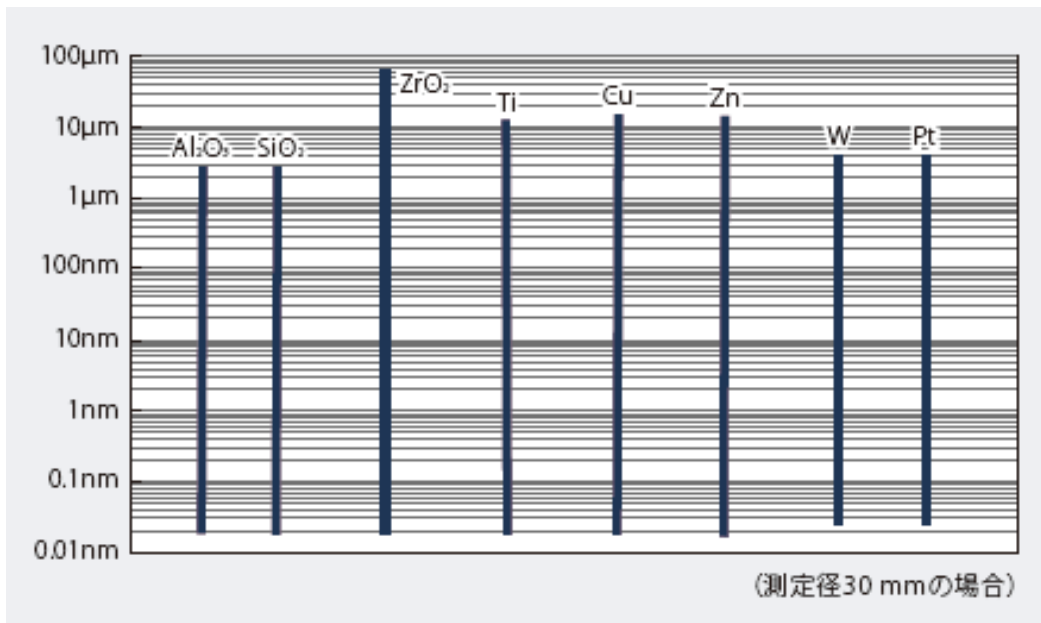 100μm
ZrO₂
Ti
Cu
Zn
10μm
Al₂O₃
SiO₂
W
Pt
1μm
100nm
10nm
1nm
0.1nm
0.01nm
（測定径30 mmの場合）